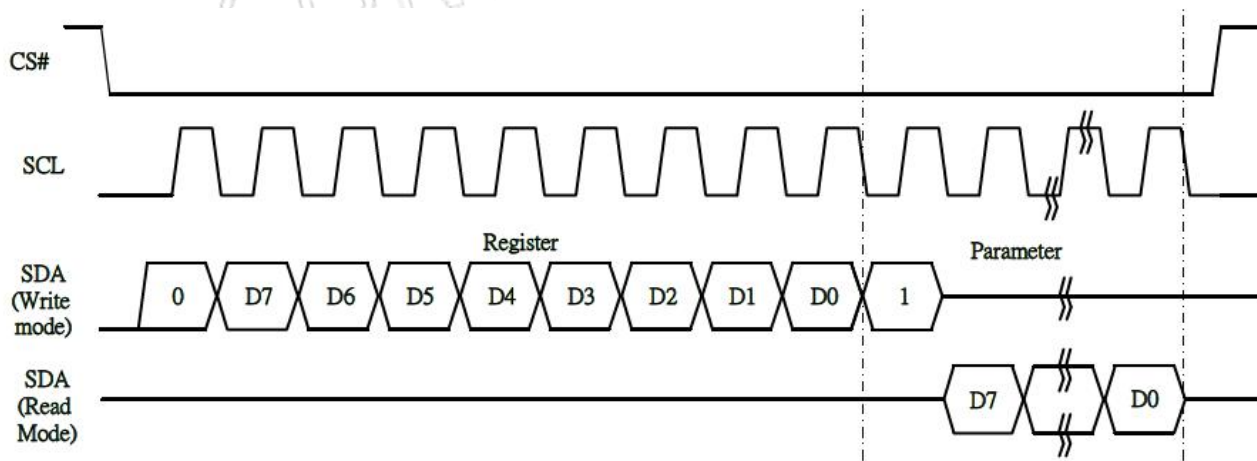 CS#
SCL
Register
Parameter
SDA
(Write
mode)
0 D7 D6 D5 D4 D3 D2 D1 D0 1
SDA
(Read
Mode)
D7 D0